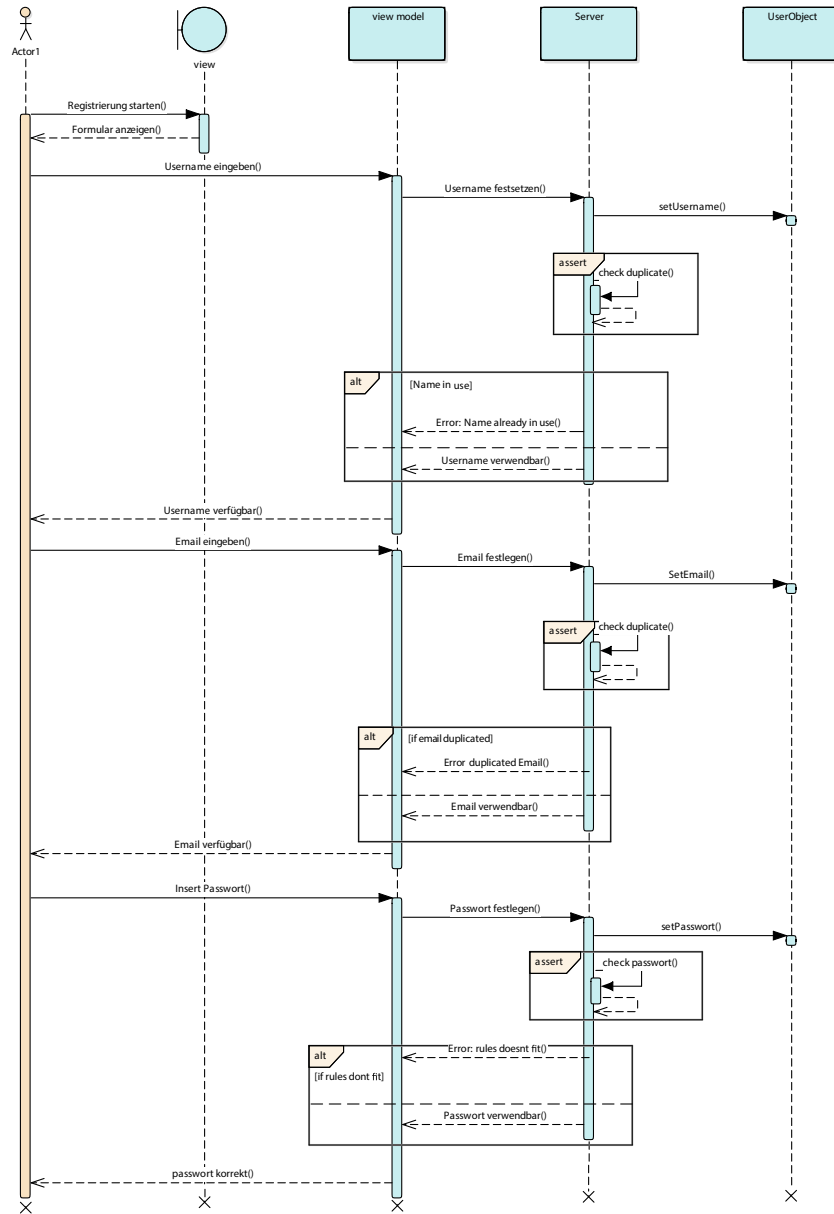 Actor1
view
view model
Server
UserObject
Registrierung starten()
Formular anzeigen()
Username eingeben()
Username festsetzen()
setUsername()
assert
check duplicate()
alt
[Name in use]
Error: Name already in use()
Username verwendbar()
Username verfügbar()
Email eingeben()
Email festlegen()
SetEmail()
assert
check duplicate()
alt
[if email duplicated]
Error duplicated Email()
Email verwendbar()
Email verfügbar()
Insert Passwort()
Passwort festlegen()
setPasswort()
assert
check passwort()
alt
Error: rules doesnt fit()
[if rules dont fit]
Passwort verwendbar()
passwort korrekt()